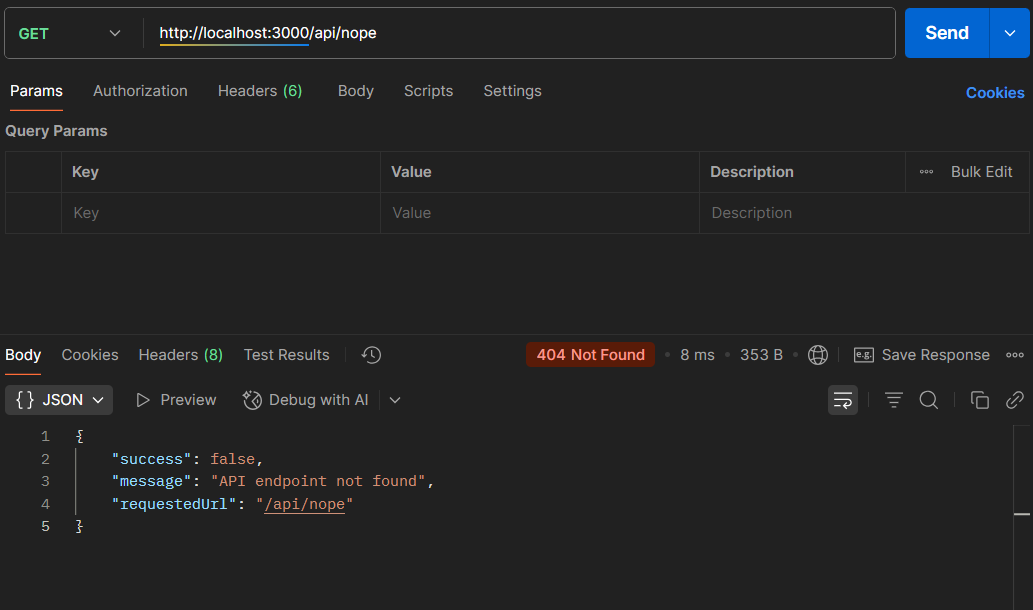 GET http://localhost:3000/api/nope Send
Params Authorization Headers (6) Body Scripts Settings Cookies
Query Params
Key Value Description Bulk Edit
Key Value Description
Body Cookies Headers (8) Test Results 404 Not Found • 8 ms • 353 B • e.g. Save Response
{} JSON Preview Debug with AI
1 {
2 "success": false,
3 "message": "API endpoint not found",
4 "requestedUrl": "/api/nope"
5 }